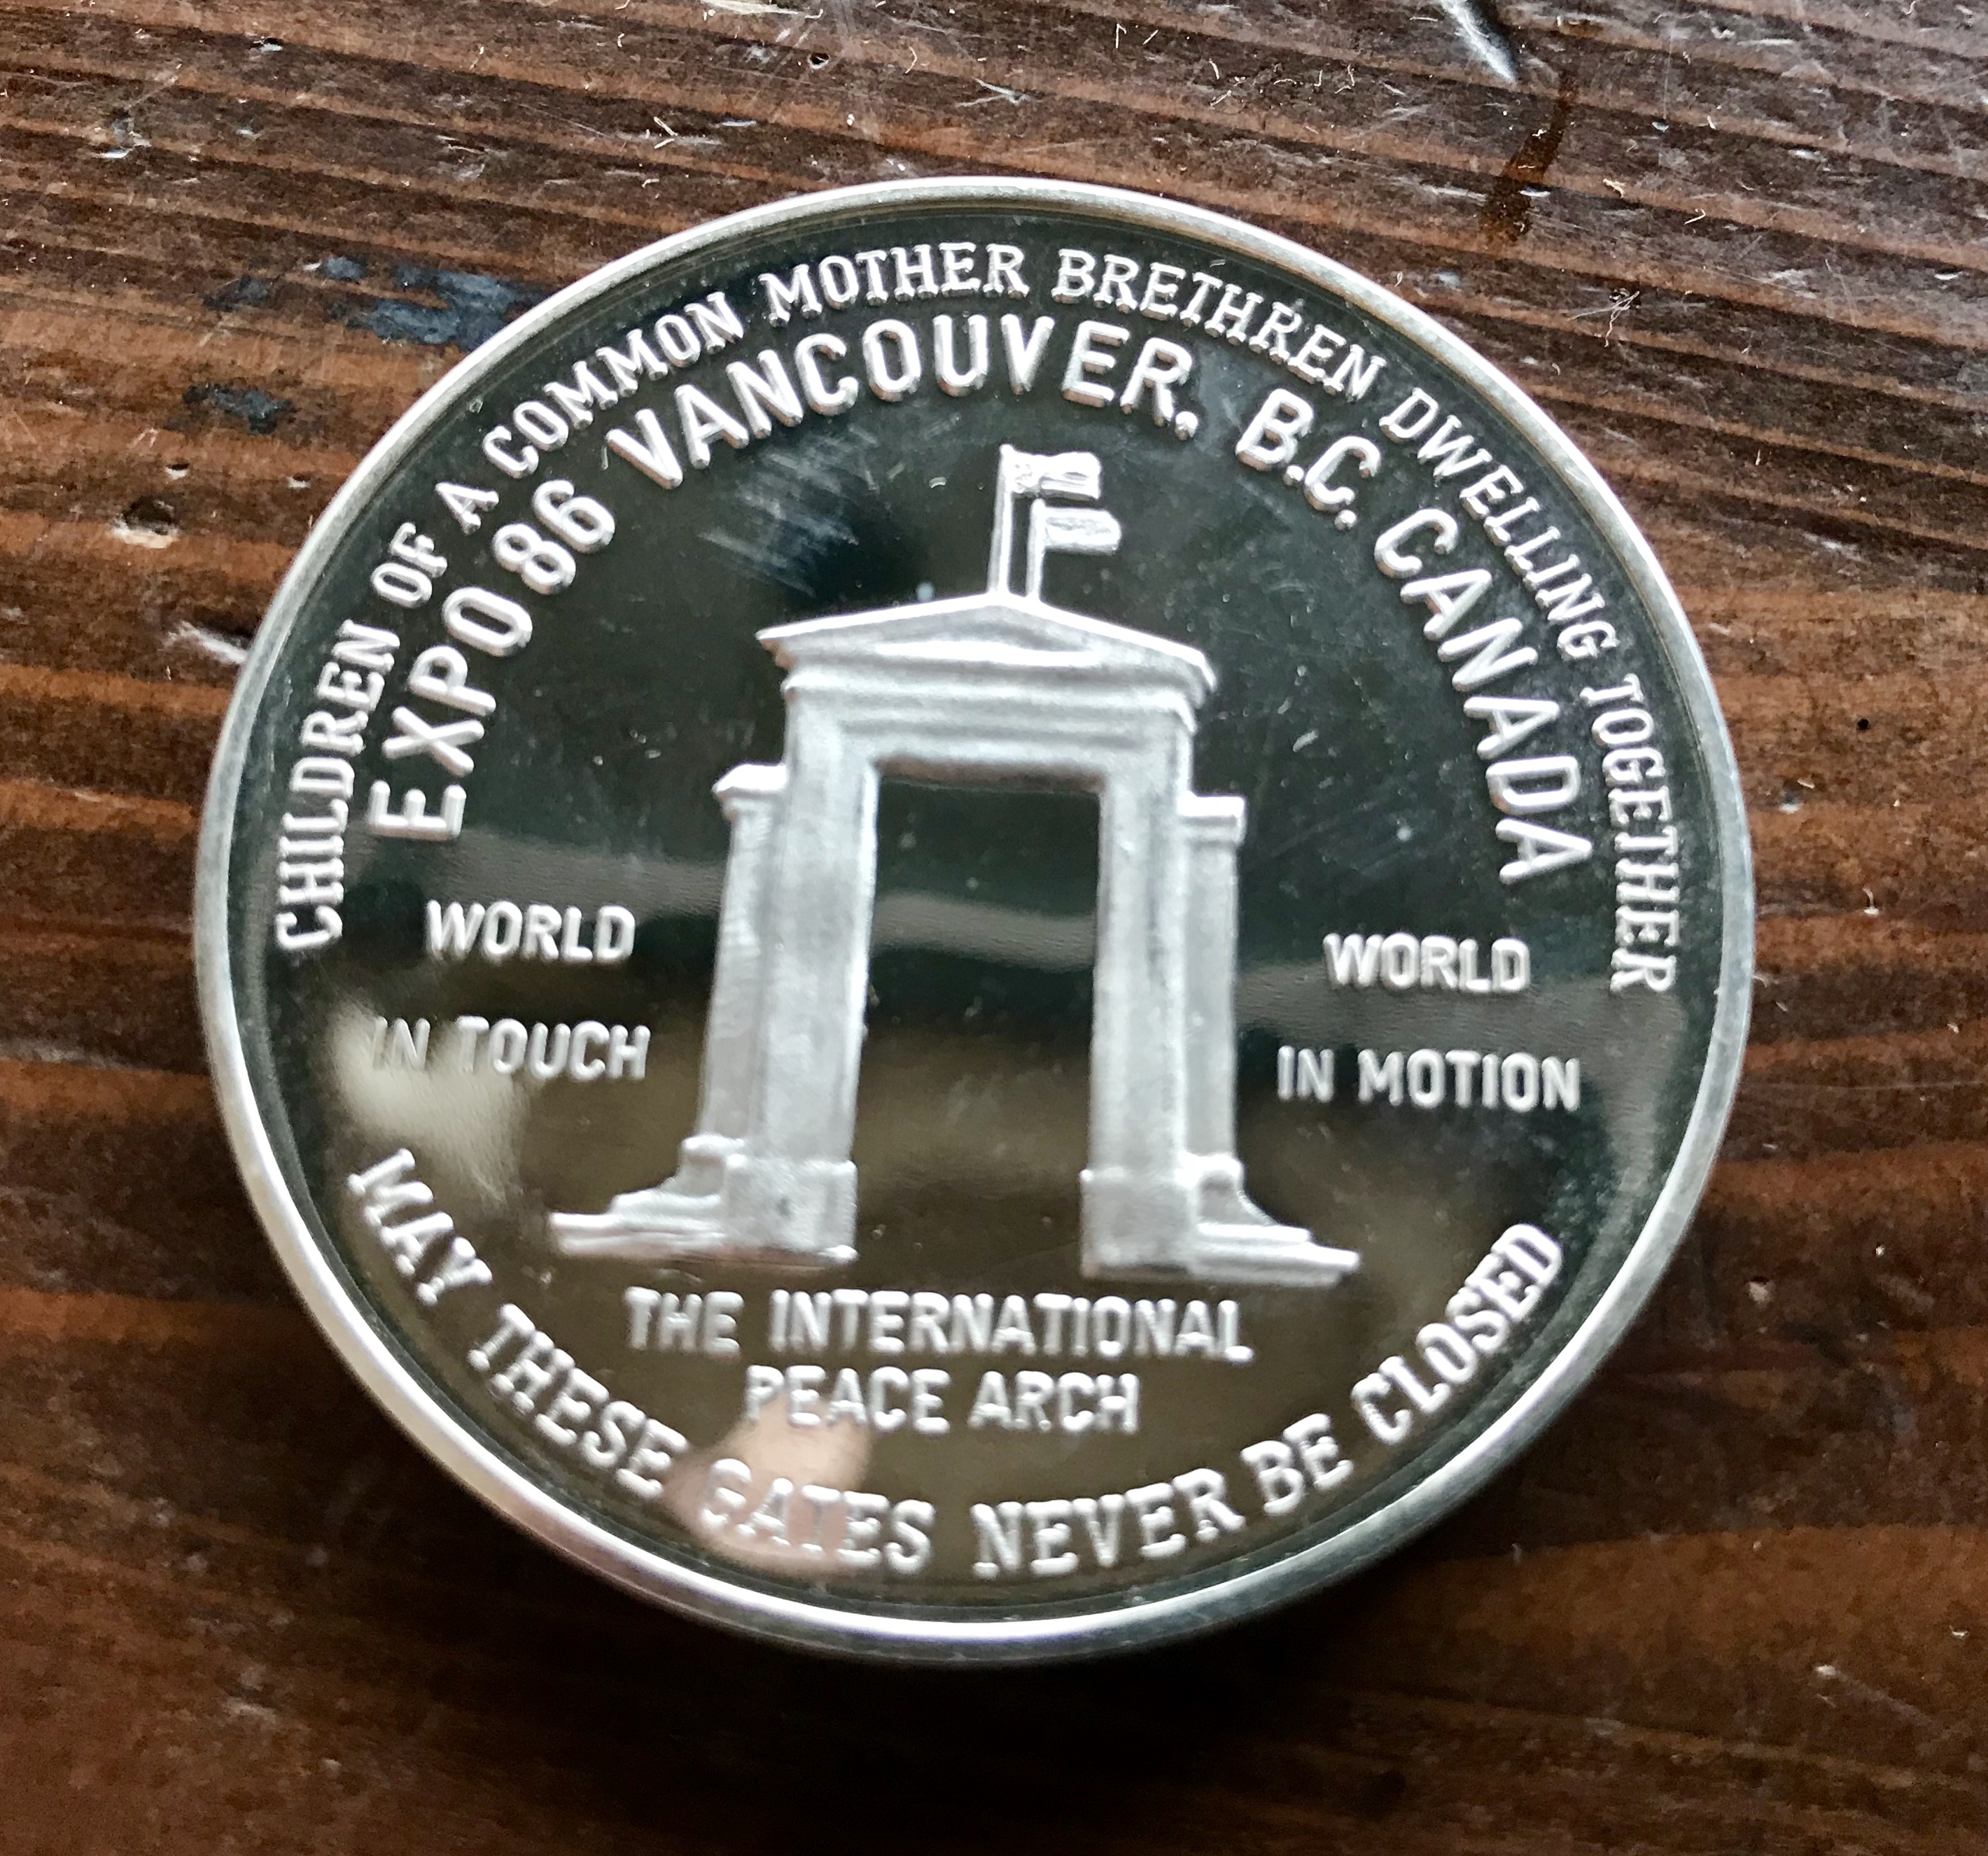 CHILDREN OF A COMMON MOTHER BRETHREN DWELLING TOGETHER
EXPO 86 VANCOUVER. B.C. CANADA
WORLD
IN TOUCH
WORLD
IN MOTION
THE INTERNATIONAL
PEACE ARCH
MAY THESE GATES NEVER BE CLOSED